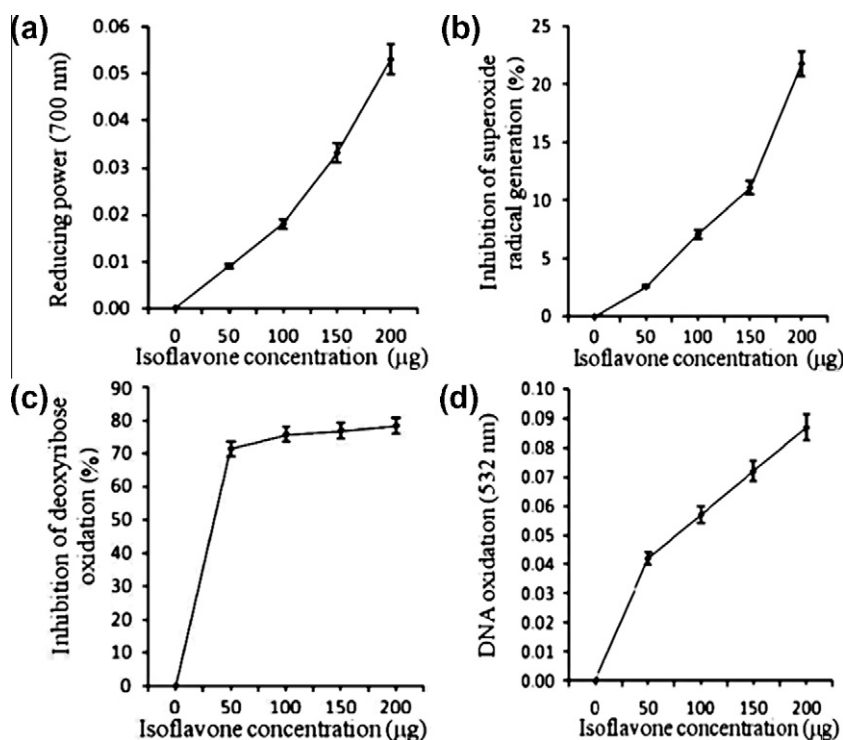 (a)
Reducing power (700 nm)
0.06
0.05
0.04
0.03
0.02
0.01
0.00
0 50 100 150 200
Isoflavone concentration (µg)
(b)
Inhibition of superoxide
radical generation (%)
25
20
15
10
5
0
0 50 100 150 200
Isoflavone concentration (µg)
(c)
Inhibition of deoxyribose
oxidation (%)
90
80
70
60
50
40
30
20
10
0
0 50 100 150 200
Isoflavone concentration (µg)
(d)
DNA oxidation (532 nm)
0.10
0.09
0.08
0.07
0.06
0.05
0.04
0.03
0.02
0.01
0.00
0 50 100 150 200
Isoflavone concentration (µg)